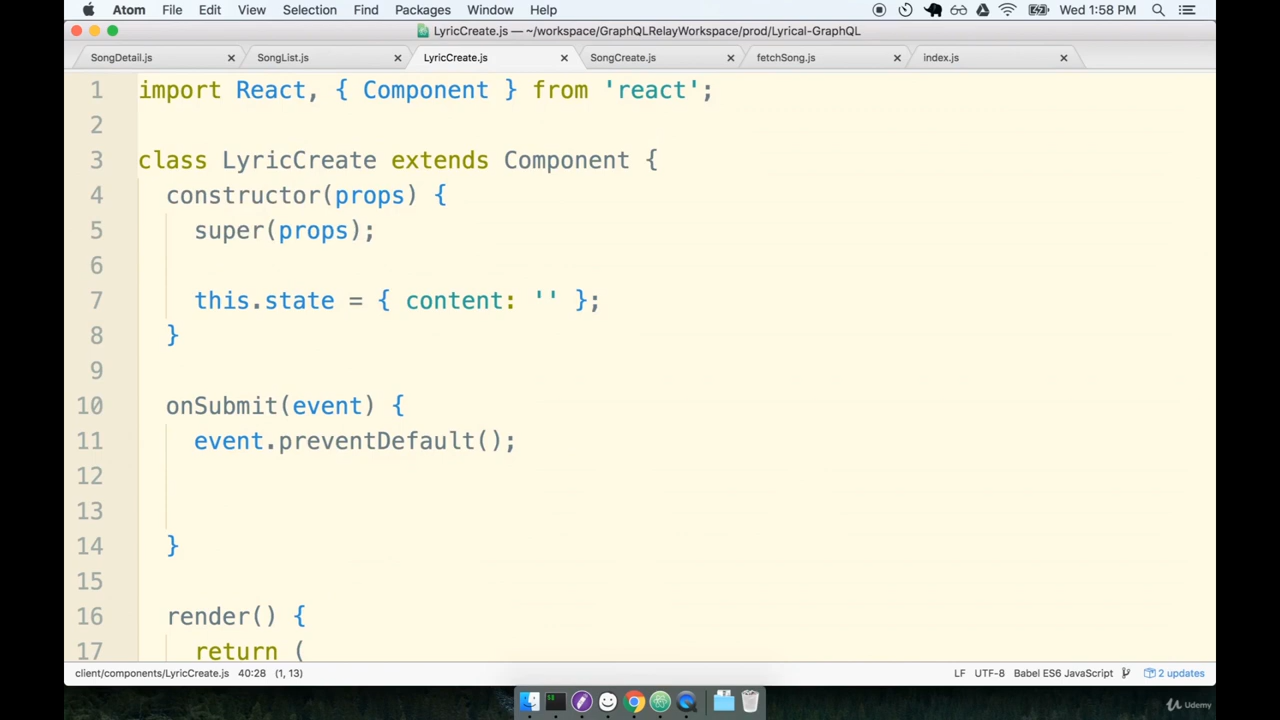 Atom File Edit View Selection Find Packages Window Help Wed 1:58 PM
LyricCreate.js — ~/workspace/GraphQLRelayWorkspace/prod/Lyrical-GraphQL
SongDetail.js SongList.js LyricCreate.js SongCreate.js fetchSong.js index.js
1 import React, { Component } from 'react';
2
3 class LyricCreate extends Component {
4 constructor(props) {
5 super(props);
6
7 this.state = { content: '' };
8 }
9
10 onSubmit(event) {
11 event.preventDefault();
12
13
14 }
15
16 render() {
17 return (
client/components/LyricCreate.js 40:28 (1, 13) LF UTF-8 Babel ES6 JavaScript 2 updates
Udemy